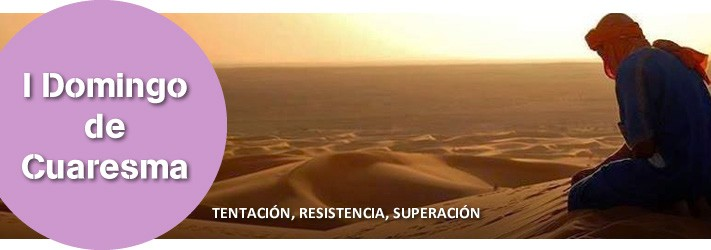 I Domingo
de
Cuaresma
TENTACIÓN, RESISTENCIA, SUPERACIÓN